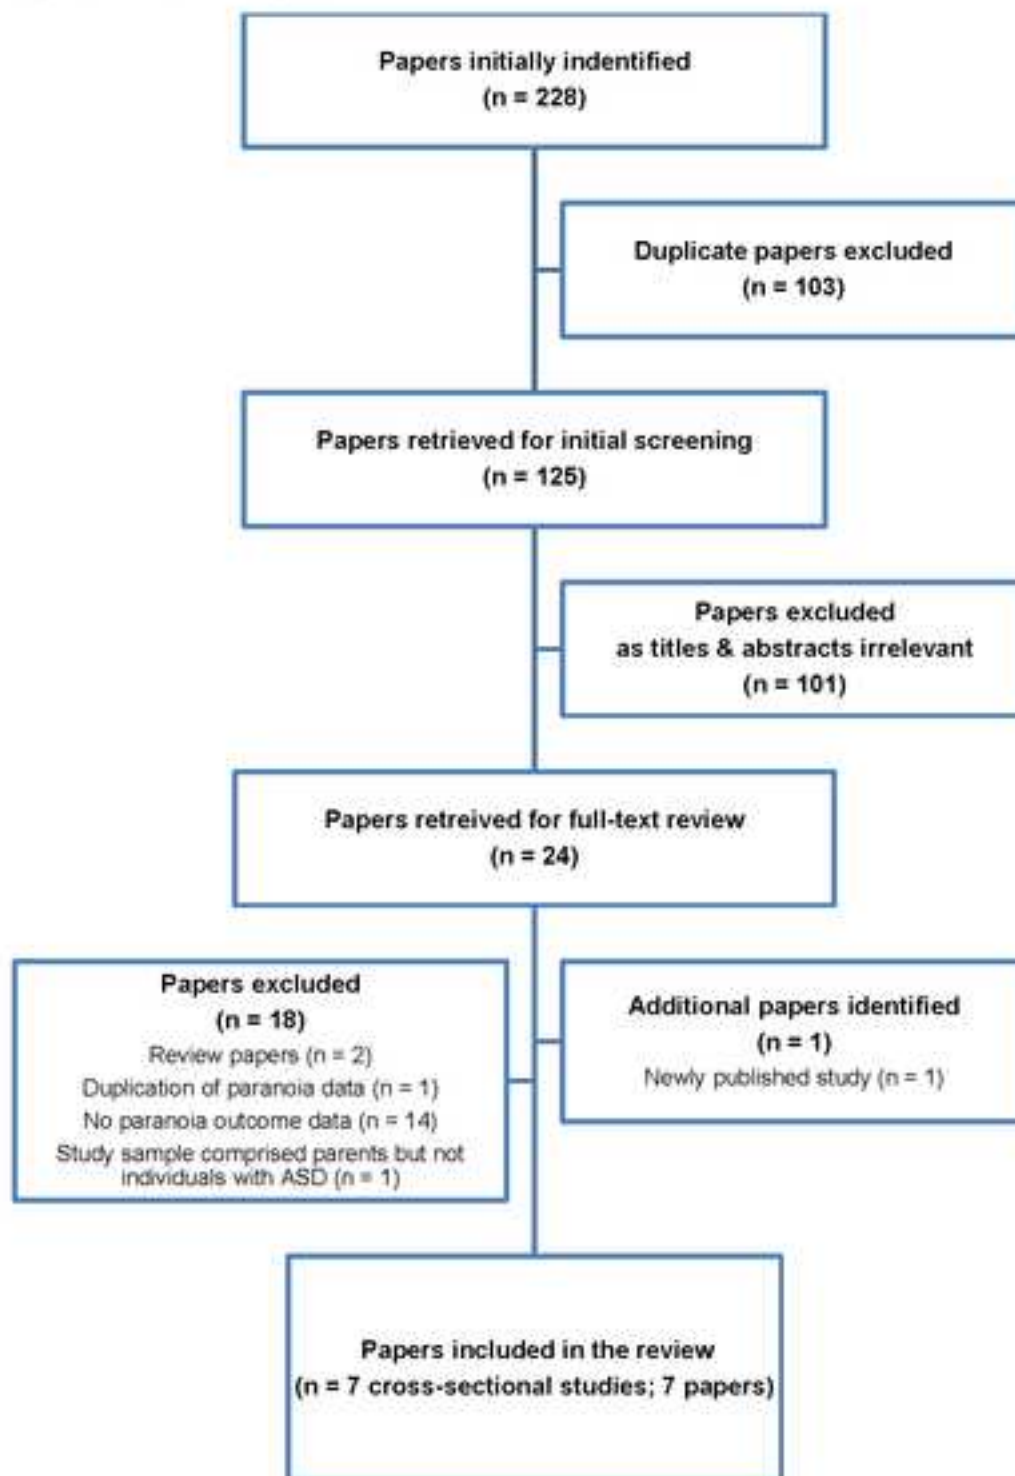 Papers initially indentified
(n = 228)
Duplicate papers excluded
(n = 103)
Papers retrieved for initial screening
(n = 125)
Papers excluded
as titles & abstracts irrelevant
(n = 101)
Papers retreived for full-text review
(n = 24)
Papers excluded
(n = 18)
Review papers (n = 2)
Duplication of paranoia data (n = 1)
No paranoia outcome data (n = 14)
Study sample comprised parents but not
individuals with ASD (n = 1)
Additional papers identified
(n = 1)
Newly published study (n = 1)
Papers included in the review
(n = 7 cross-sectional studies; 7 papers)